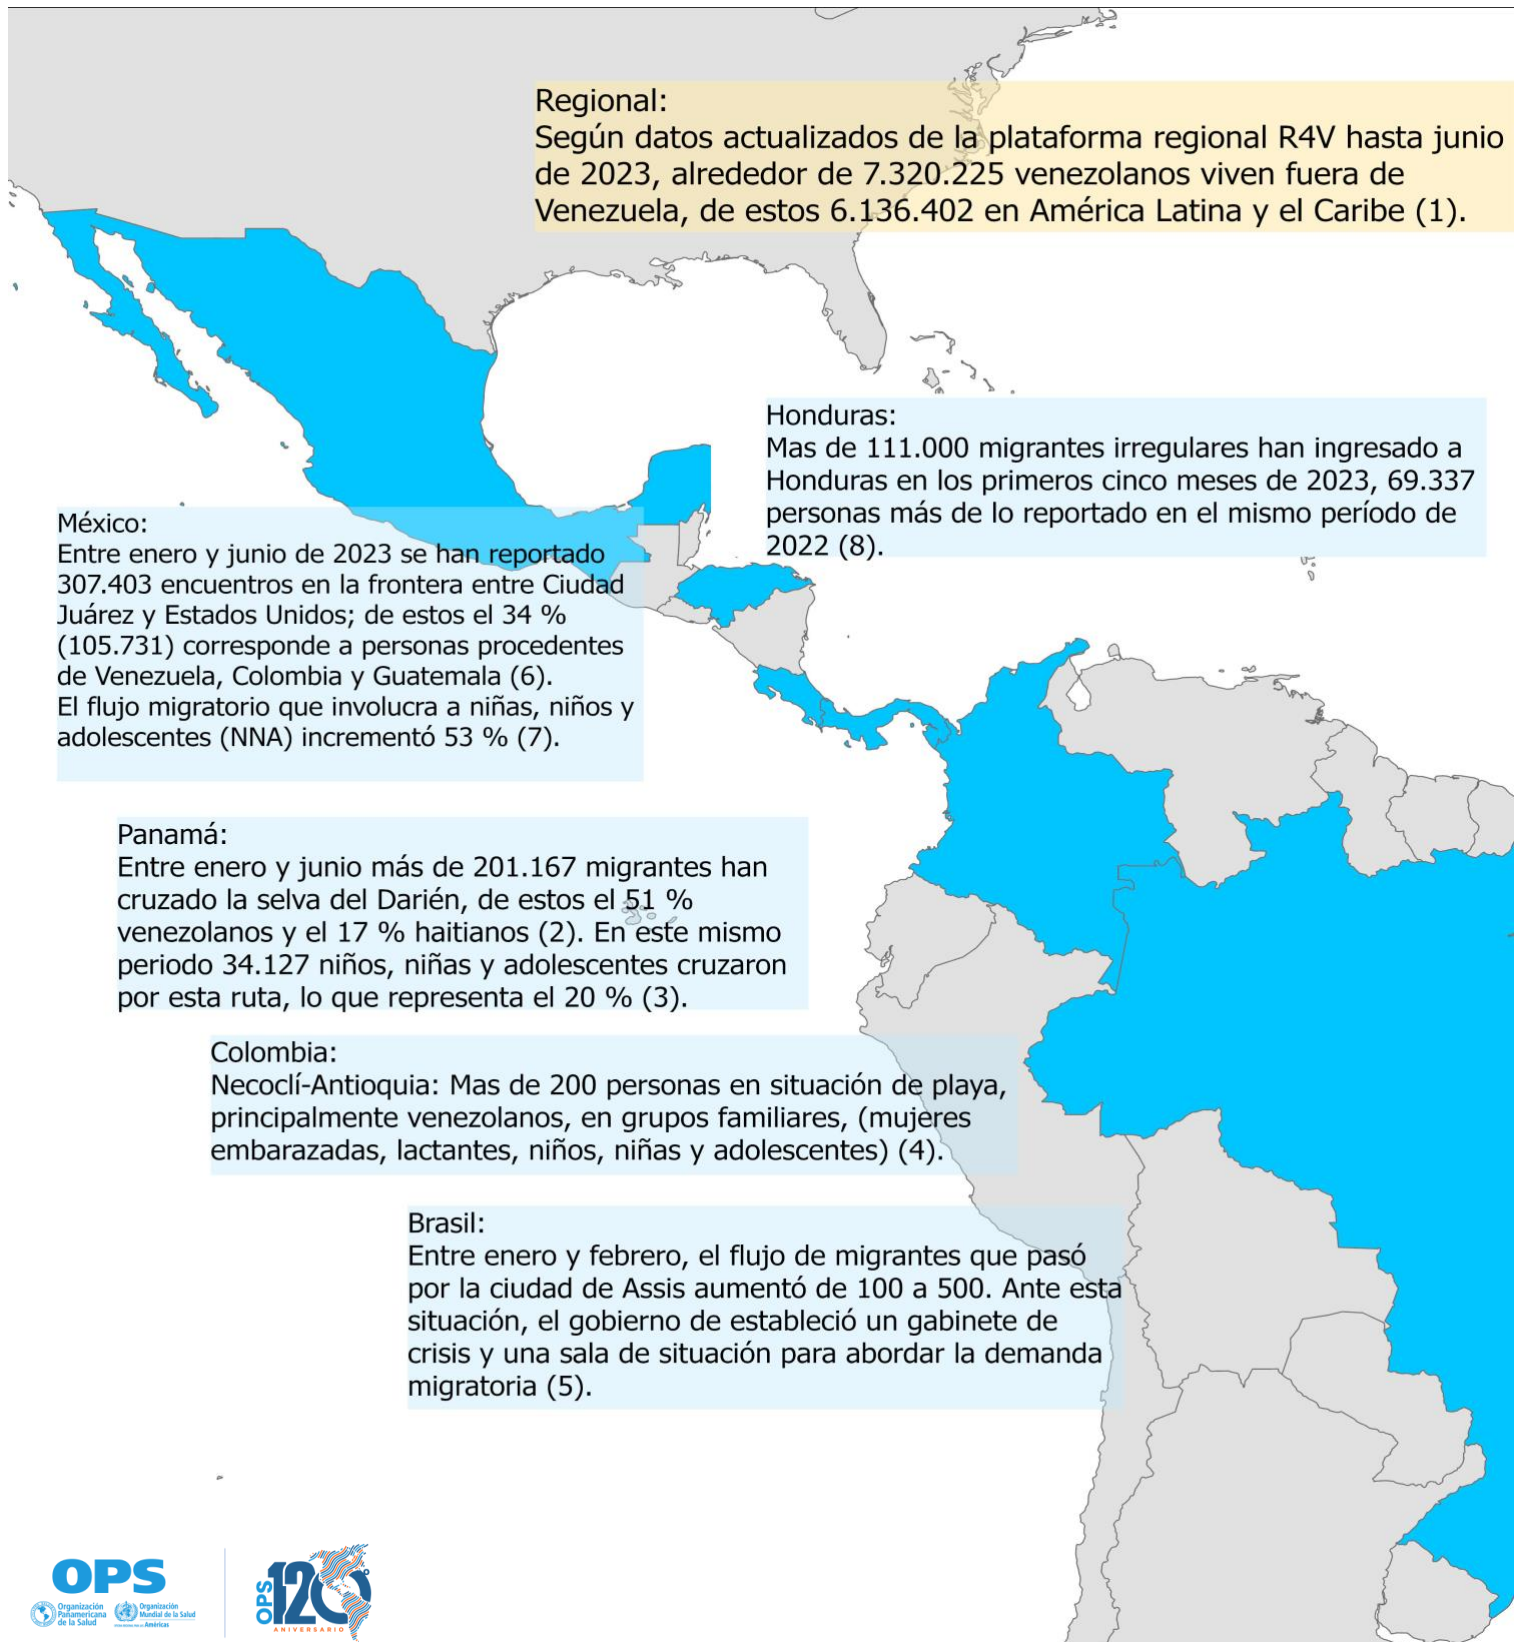 Regional:
Según datos actualizados de la plataforma regional R4V hasta junio
de 2023, alrededor de 7.320.225 venezolanos viven fuera de
Venezuela, de estos 6.136.402 en América Latina y el Caribe (1).
Honduras:
Mas de 111.000 migrantes irregulares han ingresado a
Honduras en los primeros cinco meses de 2023, 69.337
personas más de lo reportado en el mismo período de
2022 (8).
México:
Entre enero y junio de 2023 se han reportado
307.403 encuentros en la frontera entre Ciudad
Juárez y Estados Unidos; de estos el 34 %
(105.731) corresponde a personas procedentes
de Venezuela, Colombia y Guatemala (6).
El flujo migratorio que involucra a niñas, niños y
adolescentes (NNA) incrementó 53 % (7).
Panamá:
Entre enero y junio más de 201.167 migrantes han
cruzado la selva del Darién, de estos el 51 %
venezolanos y el 17 % haitianos (2). En este mismo
periodo 34.127 niños, niñas y adolescentes cruzaron
por esta ruta, lo que representa el 20 % (3).
Colombia:
Necoclí-Antioquia: Mas de 200 personas en situación de playa,
principalmente venezolanos, en grupos familiares, (mujeres
embarazadas, lactantes, niños, niñas y adolescentes) (4).
Brasil:
Entre enero y febrero, el flujo de migrantes que pasó
por la ciudad de Assis aumentó de 100 a 500. Ante esta
situación, el gobierno de estableció un gabinete de
crisis y una sala de situación para abordar la demanda
migratoria (5).
OPS
Organización
Panamericana
de la Salud
Organización
Mundial de la Salud
Américas
OPS
120
ANIVERSARIO